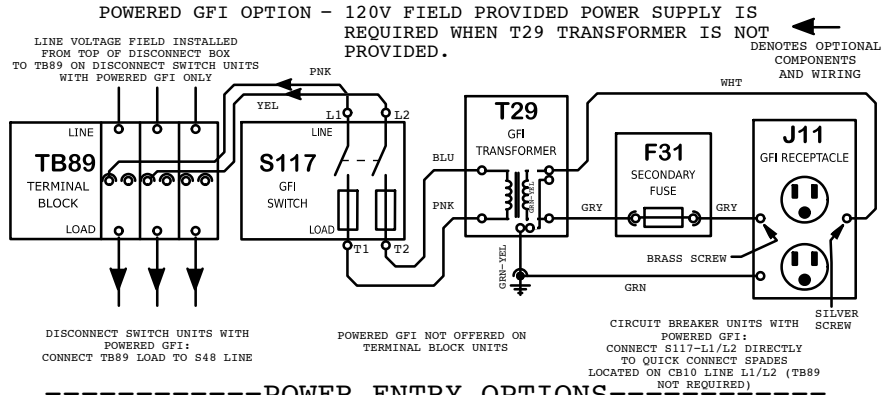 POWERED GFI OPTION - 120V FIELD PROVIDED POWER SUPPLY IS
REQUIRED WHEN T29 TRANSFORMER IS NOT
PROVIDED.
DENOTES OPTIONAL
COMPONENTS
AND WIRING
LINE VOLTAGE FIELD INSTALLED
FROM TOP OF DISCONNECT BOX
TO TB89 ON DISCONNECT SWITCH UNITS
WITH POWERED GFI ONLY
PNK
YEL
WHT
LINE
TB89
TERMINAL
BLOCK
LOAD
L1
L2
LINE
S117
GFI
SWITCH
LOAD
T1
T2
BLU
PNK
T29
GFI
TRANSFORMER
GRN-YEL
GRN-YEL
GRY
F31
SECONDARY
FUSE
GRY
J11
GFI RECEPTACLE
BRASS SCREW
GRN
SILVER
SCREW
DISCONNECT SWITCH UNITS WITH
POWERED GFI:
CONNECT TB89 LOAD TO S48 LINE
POWERED GFI NOT OFFERED ON
TERMINAL BLOCK UNITS
CIRCUIT BREAKER UNITS WITH
POWERED GFI:
CONNECT S117-L1/L2 DIRECTLY
TO QUICK CONNECT SPADES
LOCATED ON CB10 LINE L1/L2 (TB89
NOT REQUIRED)
------------POWER ENTRY OPTIONS------------